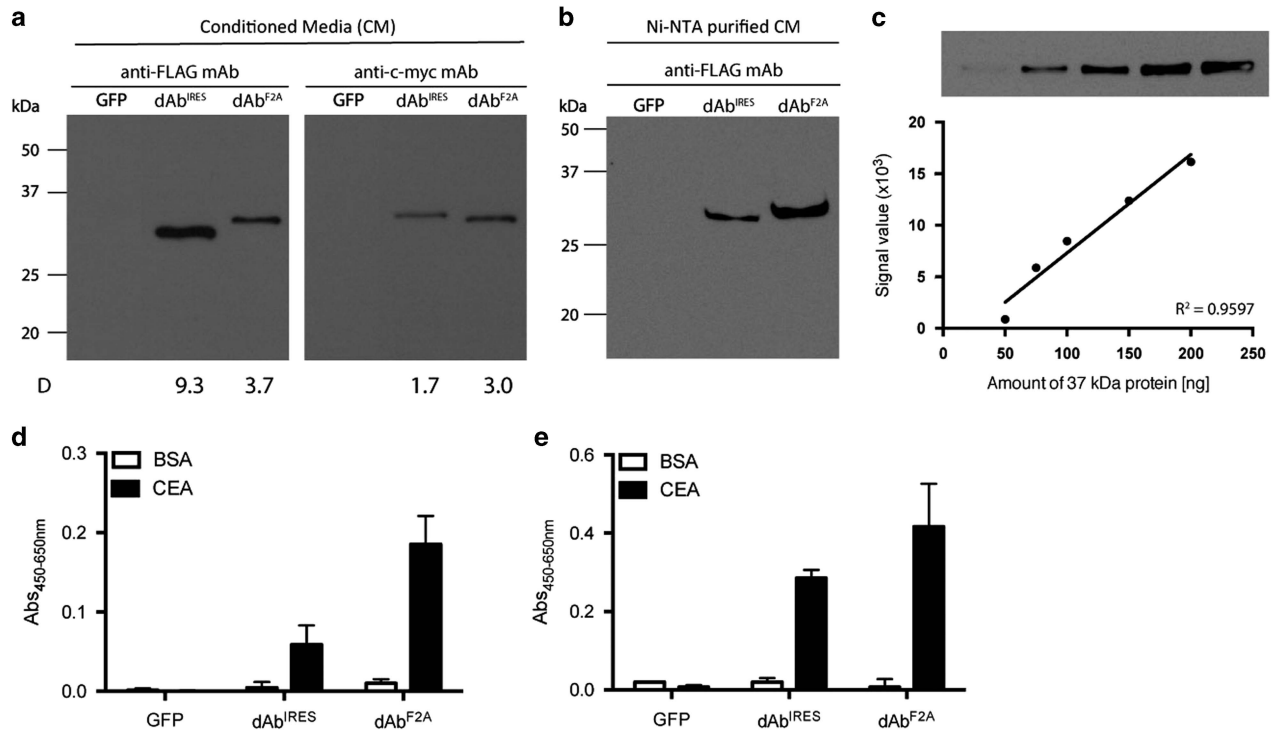 a
Conditioned Media (CM)
anti-FLAG mAb
anti-c-myc mAb
kDa
GFP
dAbIRES
dAbF2A
GFP
dAbIRES
dAbF2A
50
37
25
20
D
9.3
3.7
1.7
3.0
b
Ni-NTA purified CM
anti-FLAG mAb
kDa
GFP
dAbIRES
dAbF2A
50
37
25
20
c
Signal value (x10³)
20
15
10
5
0
R² = 0.9597
0
50
100
150
200
250
Amount of 37 kDa protein [ng]
d
BSA
CEA
Abs450-650nm
0.3
0.2
0.1
0.0
GFP
dAbIRES
dAbF2A
e
BSA
CEA
Abs450-650nm
0.6
0.4
0.2
0.0
GFP
dAbIRES
dAbF2A